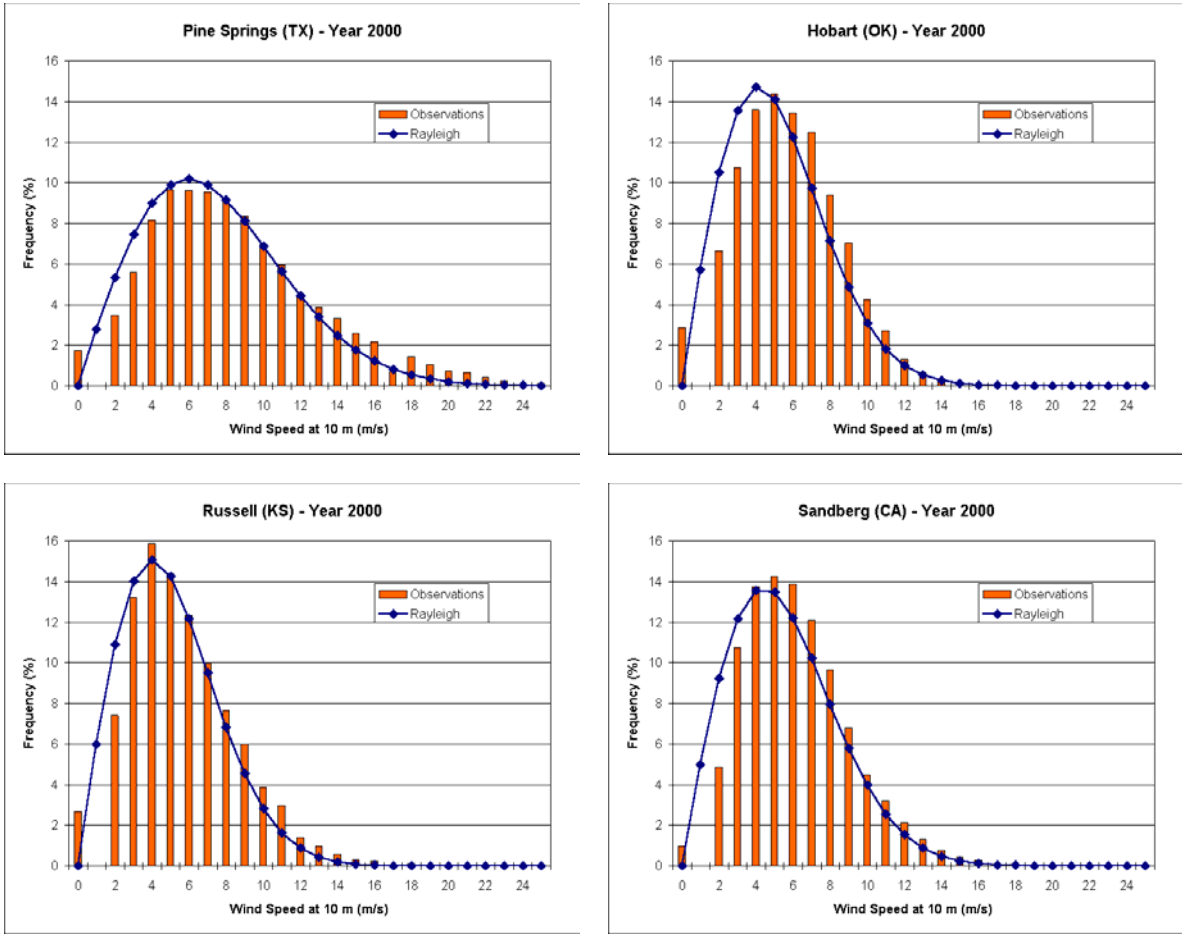 Pine Springs (TX) - Year 2000
16
14
12
10
8
6
4
2
0
Frequency (%)
Observations
Rayleigh
0 2 4 6 8 10 12 14 16 18 20 22 24
Wind Speed at 10 m (m/s)
Hobart (OK) - Year 2000
16
14
12
10
8
6
4
2
0
Frequency (%)
Observations
Rayleigh
0 2 4 6 8 10 12 14 16 18 20 22 24
Wind Speed at 10 m (m/s)
Russell (KS) - Year 2000
16
14
12
10
8
6
4
2
0
Frequency (%)
Observations
Rayleigh
0 2 4 6 8 10 12 14 16 18 20 22 24
Wind Speed at 10 m (m/s)
Sandberg (CA) - Year 2000
16
14
12
10
8
6
4
2
0
Frequency (%)
Observations
Rayleigh
0 2 4 6 8 10 12 14 16 18 20 22 24
Wind Speed at 10 m (m/s)